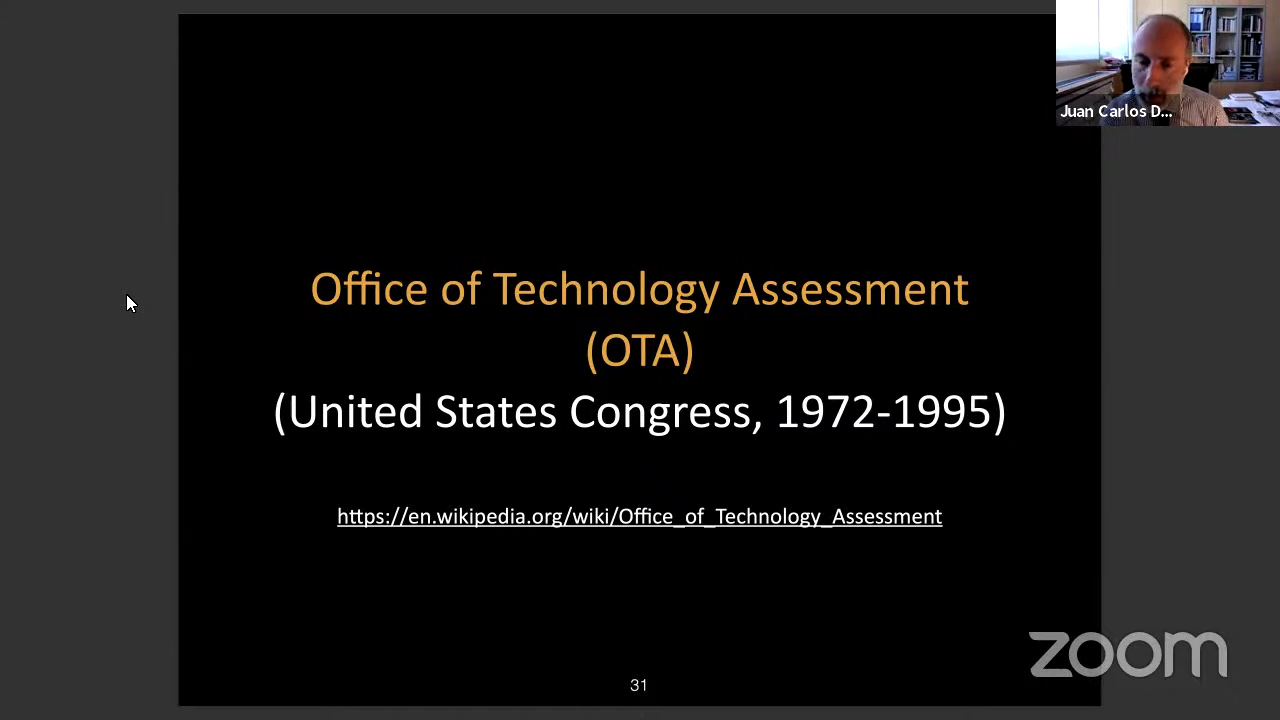 Juan Carlos D...
Office of Technology Assessment
(OTA)
(United States Congress, 1972-1995)
https://en.wikipedia.org/wiki/Office_of_Technology_Assessment
zoom
31